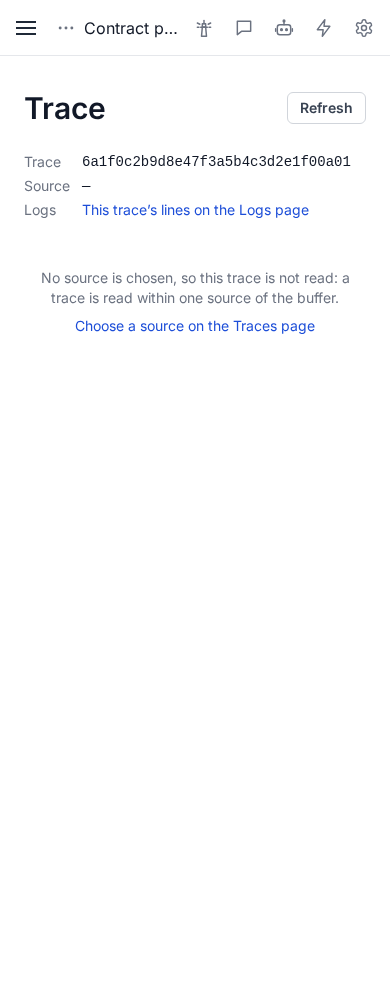 Contract p...
Trace
Refresh
Trace 6a1f0c2b9d8e47f3a5b4c3d2e1f00a01
Source —
Logs This trace’s lines on the Logs page
No source is chosen, so this trace is not read: a
trace is read within one source of the buffer.
Choose a source on the Traces page